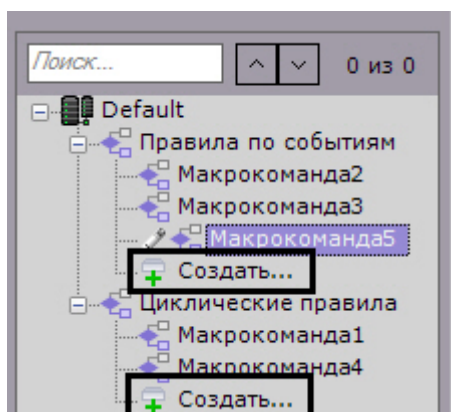 Поиск...
0 из 0
Default
Правила по событиям
Макрокоманда2
Макрокоманда3
Макрокоманда5
Создать...
Циклические правила
Макрокоманда1
Макрокоманда4
Создать...